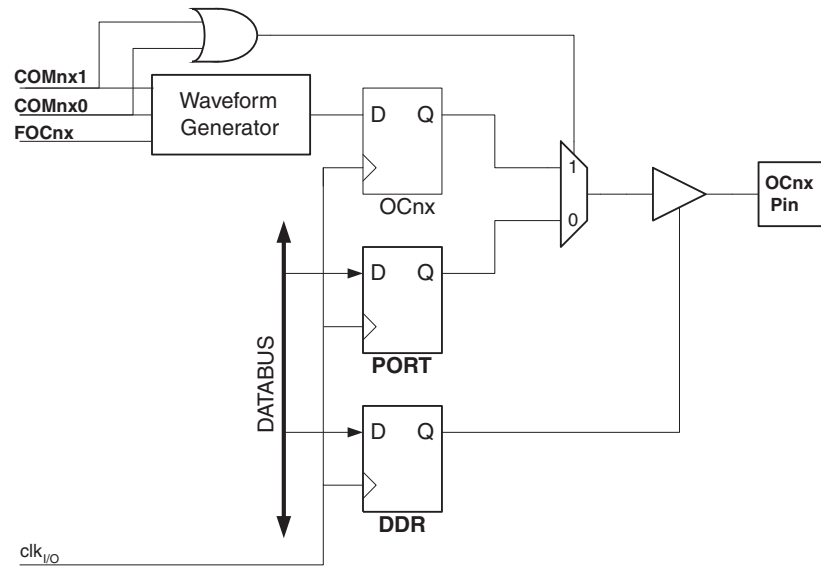 COMnx1
COMnx0
FOCnx
Waveform
Generator
D Q
OCnx
1
0
OCnx
Pin
D Q
PORT
DATABUS
D Q
DDR
clkI/O